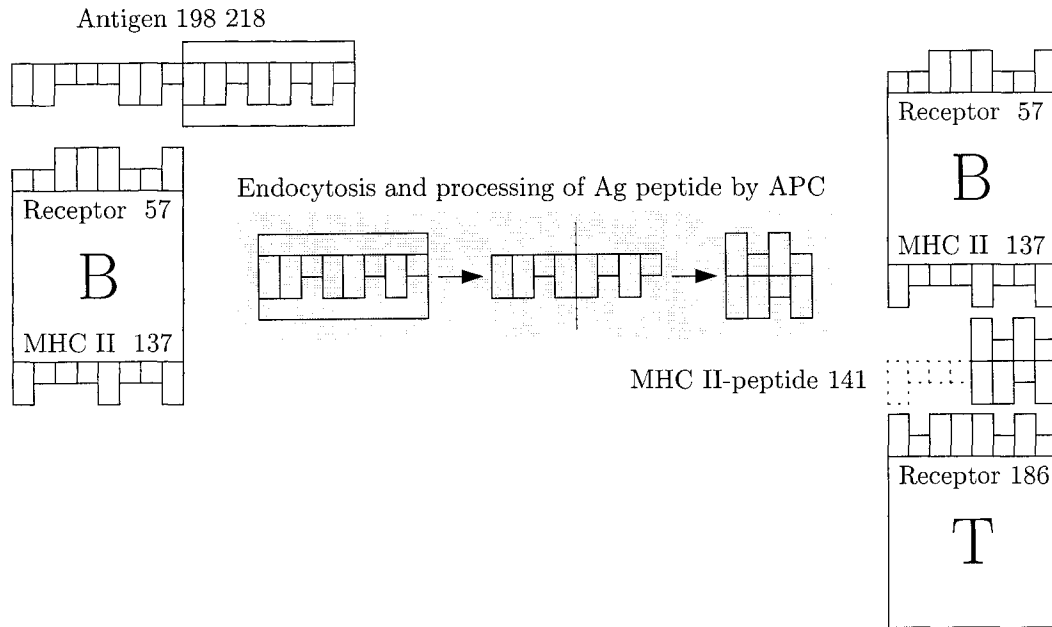 Antigen 198 218
Receptor 57
B
MHC II 137
Endocytosis and processing of Ag peptide by APC
MHC II-peptide 141
Receptor 57
B
MHC II 137
Receptor 186
T